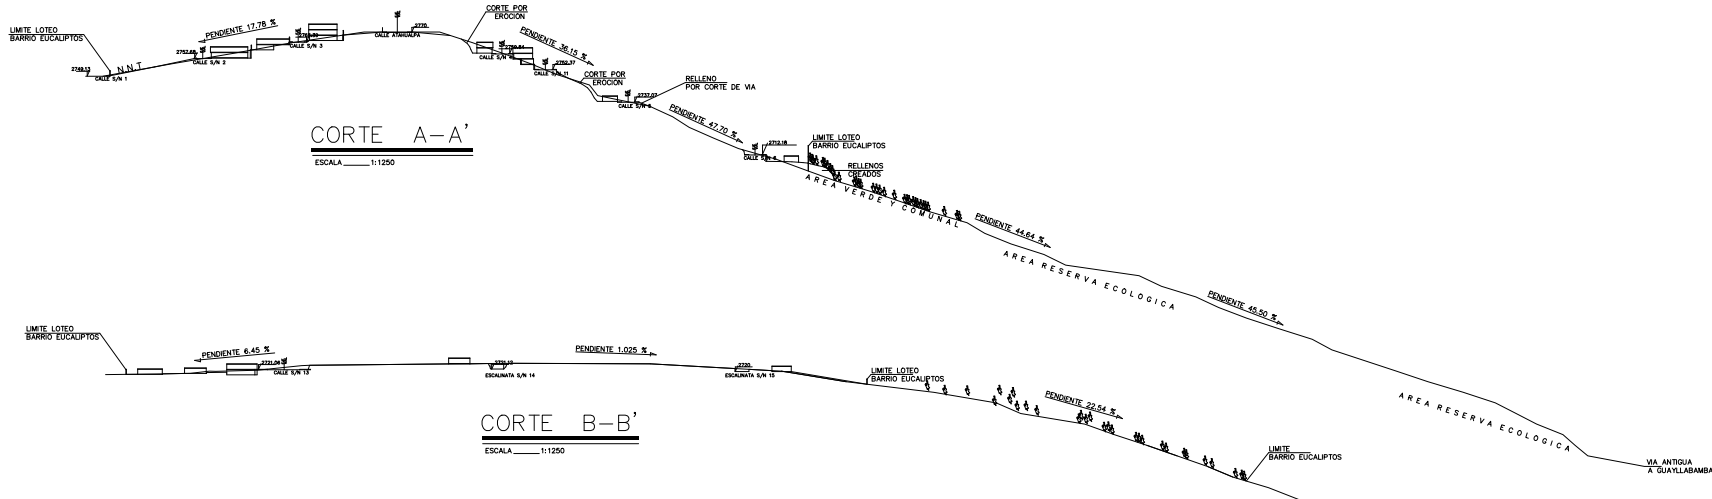 LIMITE LOTEO
BARRIO EUCALIPTOS
2749.13
CALLE S/N 1
N.N.T
2752.68
CALLE S/N 2
PENDIENTE 17.78 %
CALLE S/N 3
CALLE ATAHUALPA
2770
CORTE POR
EROCION
PENDIENTE 36.15 %
2752.37
CALLE S/N 11
CORTE POR
EROCION
RELLENO
POR CORTE DE VIA
2737.07
PENDIENTE 47.70 %
2712.18
LIMITE LOTEO
BARRIO EUCALIPTOS
RELLENOS
CREADOS
AREA VERDE Y COMUNAL
PENDIENTE 44.64 %
AREA RESERVA ECOLOGICA
PENDIENTE 45.50 %
AREA RESERVA ECOLOGICA
VIA ANTIGUA
A GUAYLLABAMBA
CORTE A-A'
ESCALA 1:1250
LIMITE LOTEO
BARRIO EUCALIPTOS
PENDIENTE 6.45 %
2721.06
CALLE S/N 13
ESCALINATA S/N 14
PENDIENTE 1.025 %
2720
ESCALINATA S/N 15
LIMITE LOTEO
BARRIO EUCALIPTOS
PENDIENTE 22.54 %
LIMITE
BARRIO EUCALIPTOS
CORTE B-B'
ESCALA 1:1250